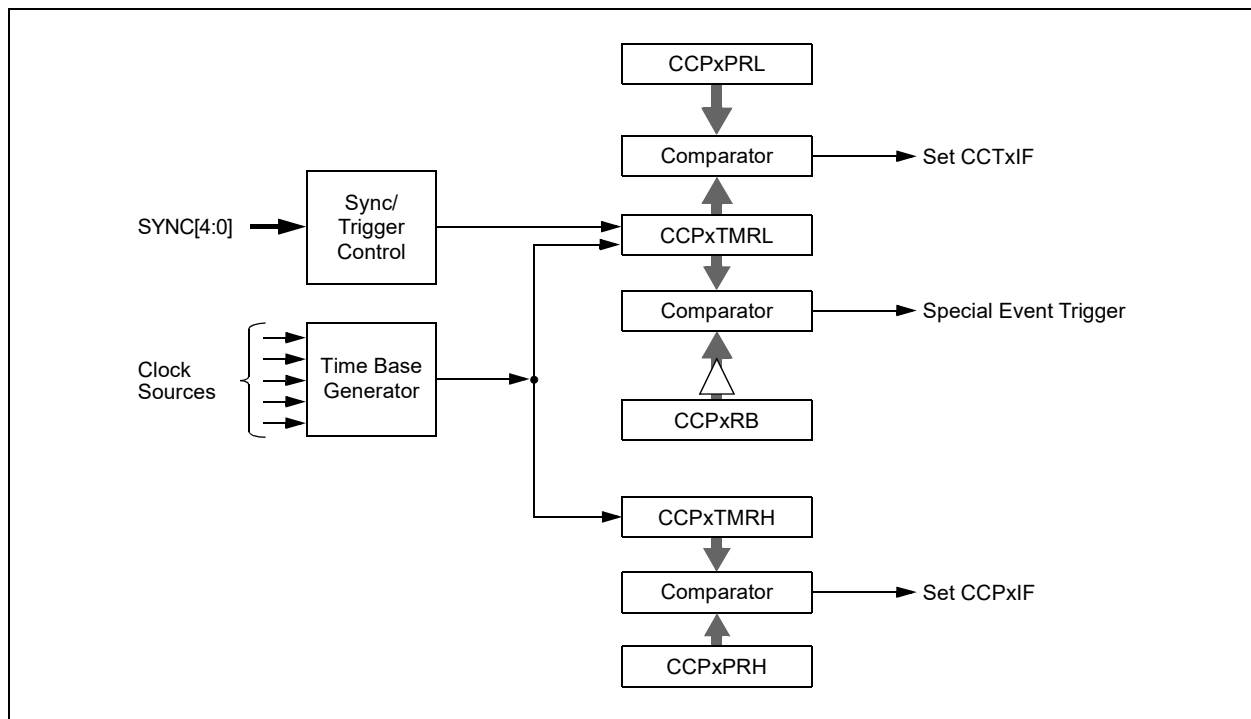 CCPxPRL
Comparator
Set CCTxIF
SYNC[4:0]
Sync/
Trigger
Control
CCPxTMRL
Comparator
Special Event Trigger
Clock
Sources
Time Base
Generator
CCPxRB
CCPxTMRH
Comparator
Set CCPxIF
CCPxPRH